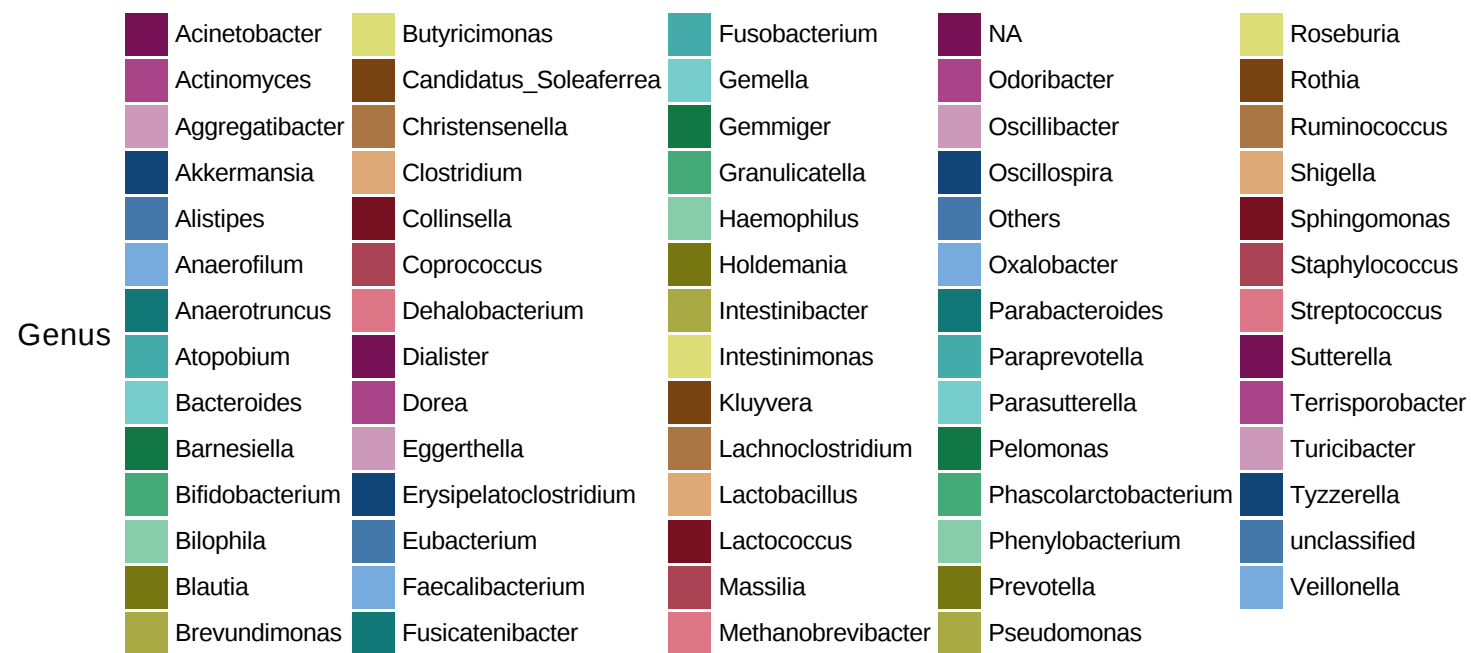 Genus
Acinetobacter
Actinomyces
Aggregatibacter
Akkermansia
Alistipes
Anaerofilum
Anaerotruncus
Atopobium
Bacteroides
Barnesiella
Bifidobacterium
Bilophila
Blautia
Brevundimonas
Butyricimonas
Candidatus_Soleaferrea
Christensenella
Clostridium
Collinsella
Coprococcus
Dehalobacterium
Dialister
Dorea
Eggerthella
Erysipelatoclostridium
Eubacterium
Faecalibacterium
Fusicatenibacter
Fusobacterium
Gemella
Gemmiger
Granulicatella
Haemophilus
Holdemania
Intestinibacter
Intestinimonas
Kluyvera
Lachnoclostridium
Lactobacillus
Lactococcus
Massilia
Methanobrevibacter
NA
Odoribacter
Oscillibacter
Oscillospira
Others
Oxalobacter
Parabacteroides
Paraprevotella
Parasutterella
Pelomonas
Phascolarctobacterium
Phenylobacterium
Prevotella
Pseudomonas
Roseburia
Rothia
Ruminococcus
Shigella
Sphingomonas
Staphylococcus
Streptococcus
Sutterella
Terrisporobacter
Turicibacter
Tyzzerella
unclassified
Veillonella